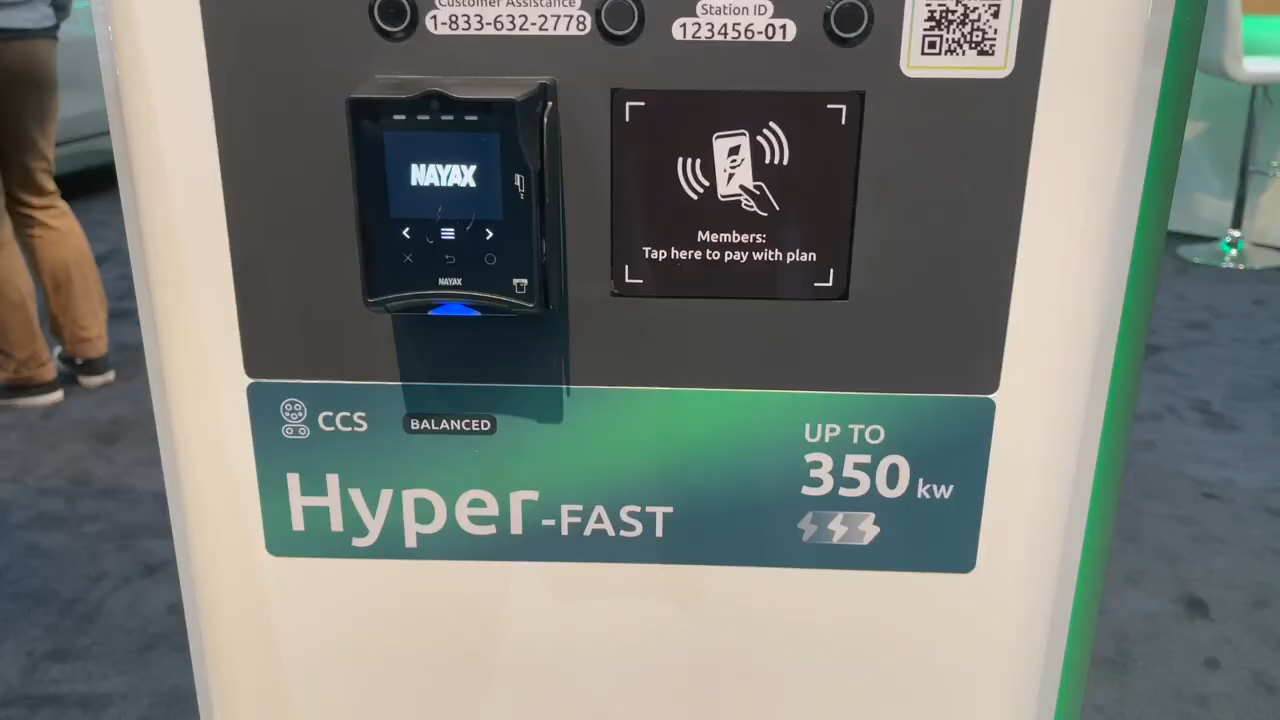 Customer Assistance
1-833-632-2778
Station ID
123456-01
NAYAX
NAYAX
Members:
Tap here to pay with plan
CCS
BALANCED
Hyper-FAST
UP TO
350 kw